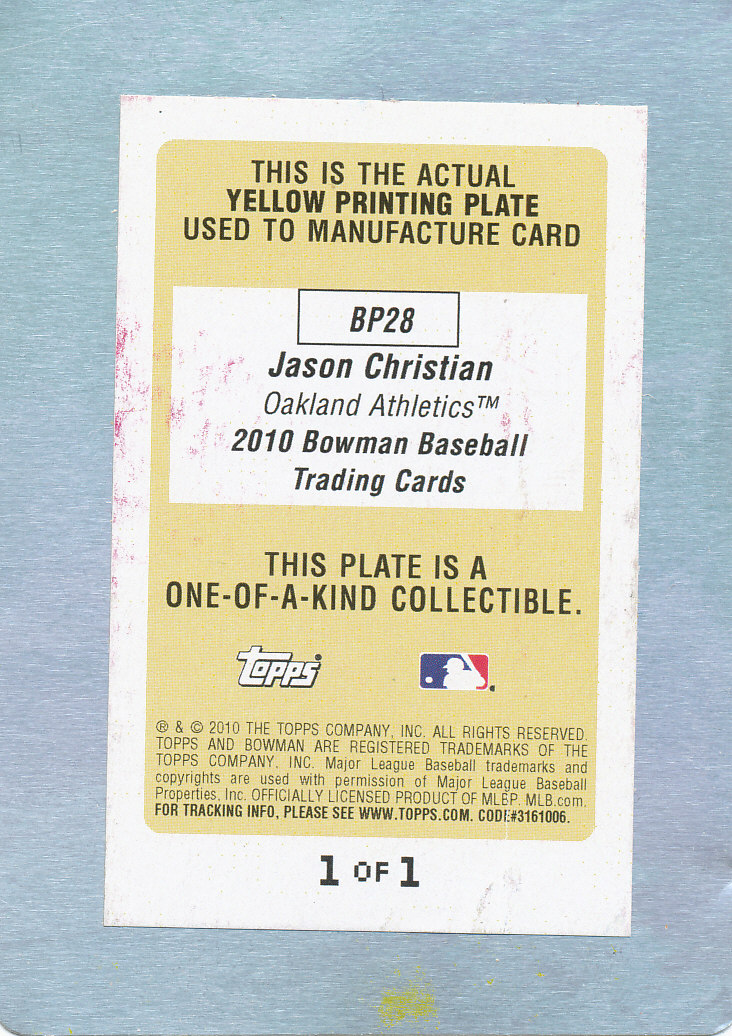 THIS IS THE ACTUAL
YELLOW PRINTING PLATE
USED TO MANUFACTURE CARD
BP28
Jason Christian
Oakland Athletics™
2010 Bowman Baseball
Trading Cards
THIS PLATE IS A
ONE-OF-A-KIND COLLECTIBLE.
topps®
® & © 2010 THE TOPPS COMPANY, INC. ALL RIGHTS RESERVED.
TOPPS AND BOWMAN ARE REGISTERED TRADEMARKS OF THE
TOPPS COMPANY, INC. Major League Baseball trademarks and
copyrights are used with permission of Major League Baseball
Properties, Inc. OFFICIALLY LICENSED PRODUCT OF MLBP. MLB.com.
FOR TRACKING INFO, PLEASE SEE WWW.TOPPS.COM. CODE#3161006.
1 OF 1